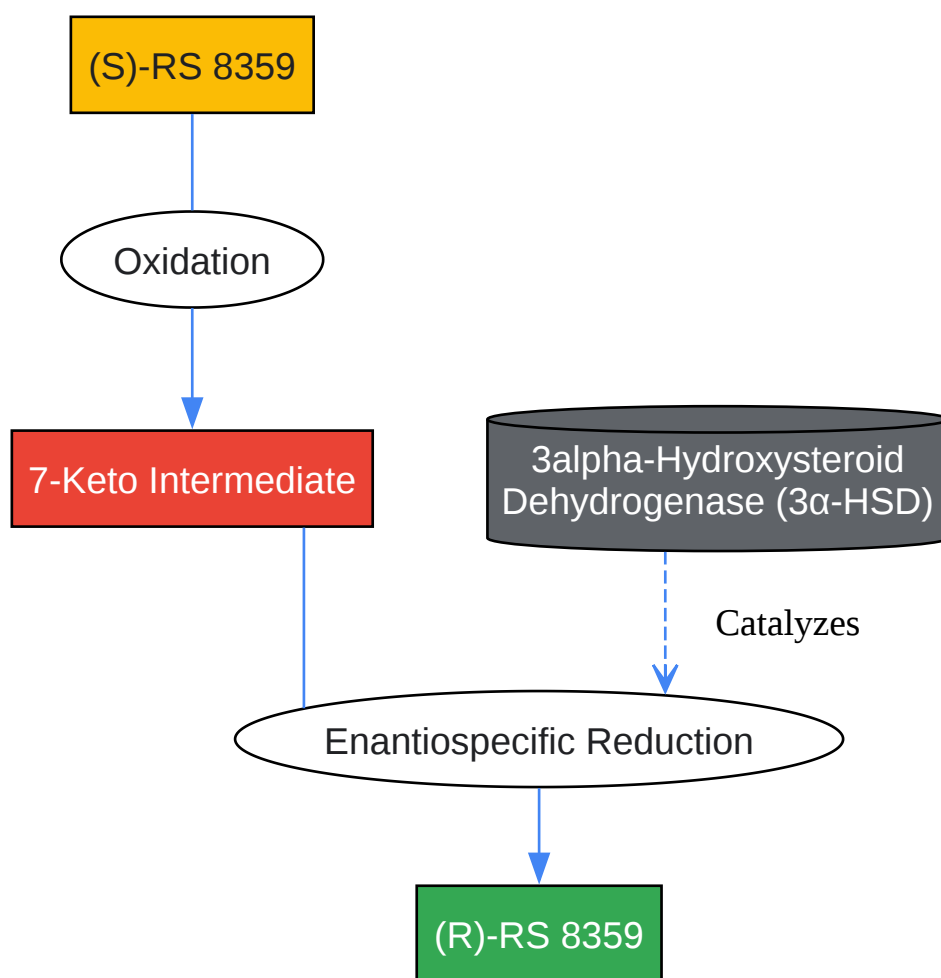 (S)-RS 8359
Oxidation
7-Keto Intermediate
3alpha-Hydroxysteroid
Dehydrogenase (3α-HSD)
Catalyzes
Enantiospecific Reduction
(R)-RS 8359